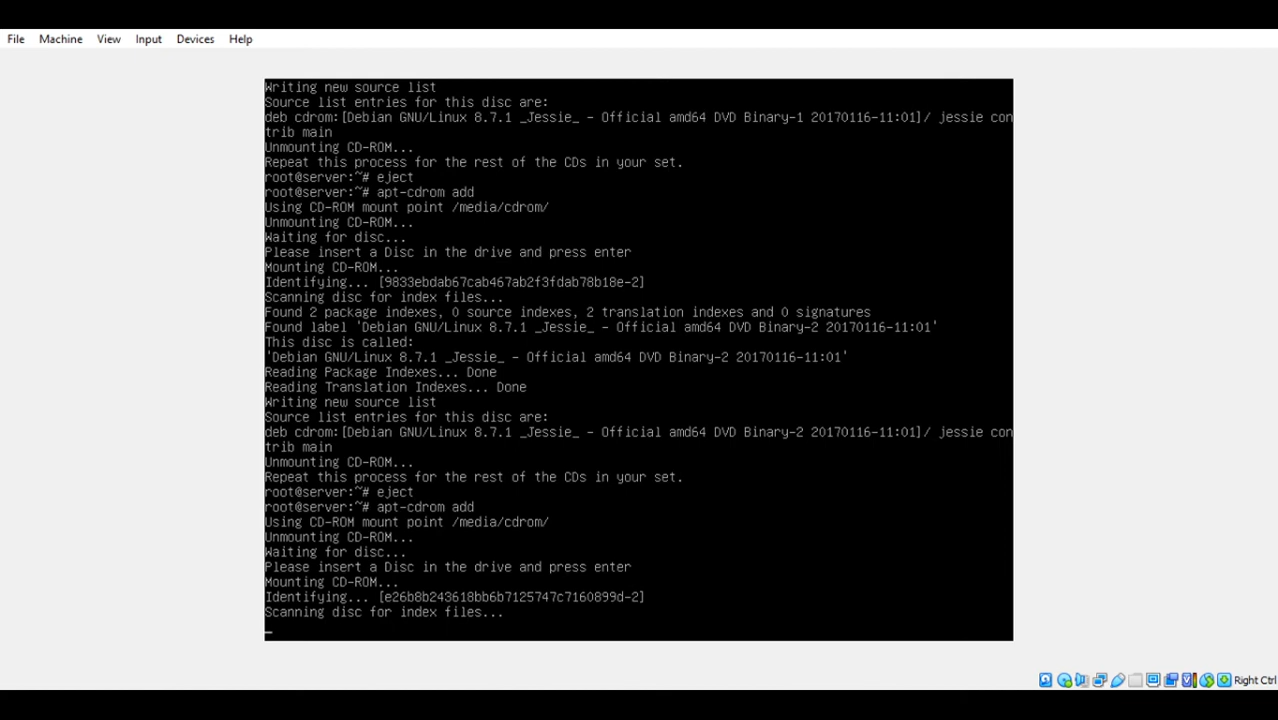 File Machine View Input Devices Help
Writing new source list
Source list entries for this disc are:
deb cdrom:[Debian GNU/Linux 8.7.1 _Jessie_ - Official amd64 DVD Binary-1 20170116-11:01]/ jessie con
trib main
Unmounting CD-ROM...
Repeat this process for the rest of the CDs in your set.
root@server:~# eject
root@server:~# apt-cdrom add
Using CD-ROM mount point /media/cdrom/
Unmounting CD-ROM...
Waiting for disc...
Please insert a Disc in the drive and press enter
Mounting CD-ROM...
Identifying... [9833ebdab67cab467ab2f3fdab78b18e-2]
Scanning disc for index files...
Found 2 package indexes, 0 source indexes, 2 translation indexes and 0 signatures
Found label 'Debian GNU/Linux 8.7.1 _Jessie_ - Official amd64 DVD Binary-2 20170116-11:01'
This disc is called:
'Debian GNU/Linux 8.7.1 _Jessie_ - Official amd64 DVD Binary-2 20170116-11:01'
Reading Package Indexes... Done
Reading Translation Indexes... Done
Writing new source list
Source list entries for this disc are:
deb cdrom:[Debian GNU/Linux 8.7.1 _Jessie_ - Official amd64 DVD Binary-2 20170116-11:01]/ jessie con
trib main
Unmounting CD-ROM...
Repeat this process for the rest of the CDs in your set.
root@server:~# eject
root@server:~# apt-cdrom add
Using CD-ROM mount point /media/cdrom/
Unmounting CD-ROM...
Waiting for disc...
Please insert a Disc in the drive and press enter
Mounting CD-ROM...
Identifying... [e26b8b243618bb6b7125747c7160899d-2]
Scanning disc for index files...
Right Ctrl